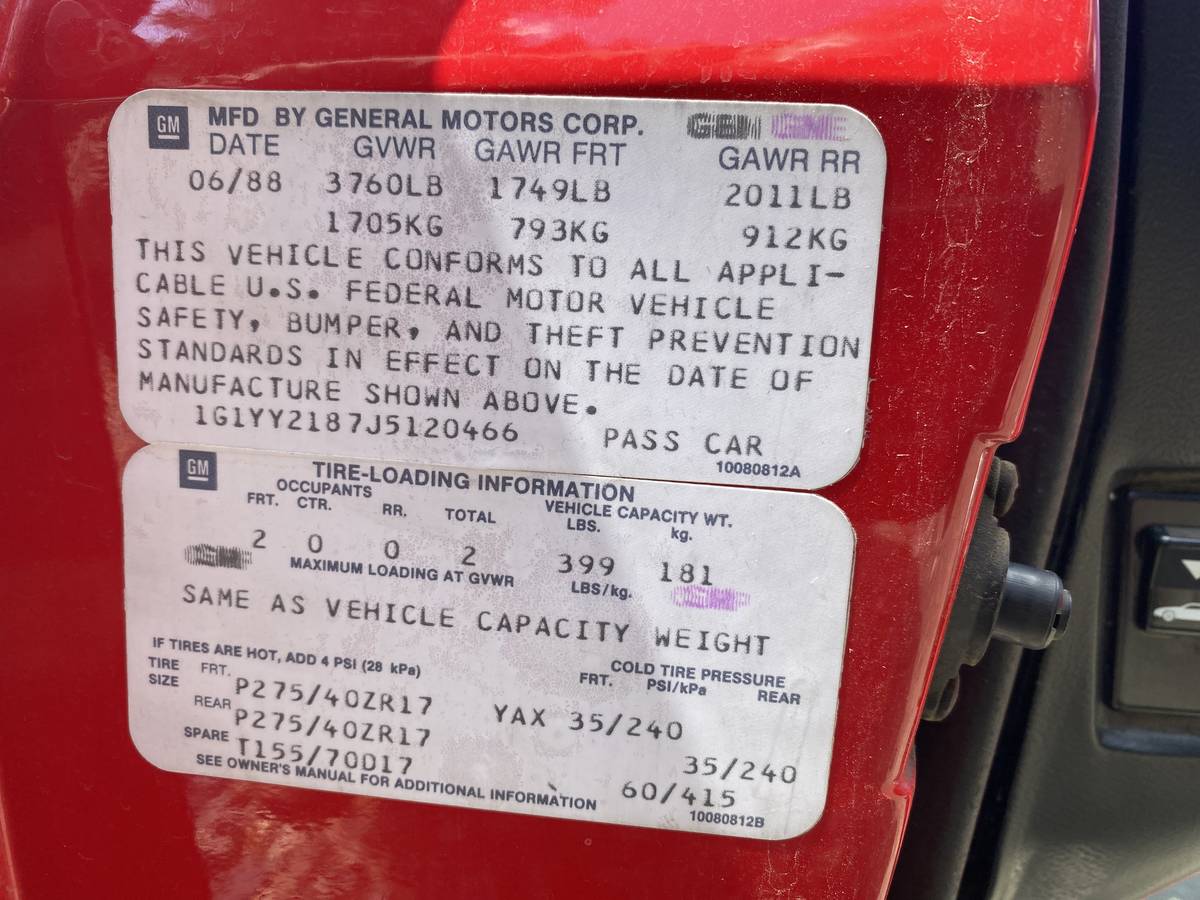 GM MFD BY GENERAL MOTORS CORP.
DATE GVWR GAWR FRT GAWR RR
06/88 3760LB 1749LB 2011LB
1705KG 793KG 912KG
THIS VEHICLE CONFORMS TO ALL APPLI-
CABLE U.S. FEDERAL MOTOR VEHICLE
SAFETY, BUMPER, AND THEFT PREVENTION
STANDARDS IN EFFECT ON THE DATE OF
MANUFACTURE SHOWN ABOVE.
1G1YY2187J5120466 PASS CAR
10080812A
GM TIRE-LOADING INFORMATION
OCCUPANTS VEHICLE CAPACITY WT.
FRT. CTR. RR. TOTAL LBS. kg.
2 0 0 2 399 181
MAXIMUM LOADING AT GVWR LBS/kg.
SAME AS VEHICLE CAPACITY WEIGHT
IF TIRES ARE HOT, ADD 4 PSI (28 kPa) COLD TIRE PRESSURE
TIRE SIZE FRT. P275/40ZR17 FRT. PSI/kPa REAR
YAX 35/240
REAR P275/40ZR17 35/240
SPARE T155/70D17 60/415
SEE OWNER'S MANUAL FOR ADDITIONAL INFORMATION
10080812B